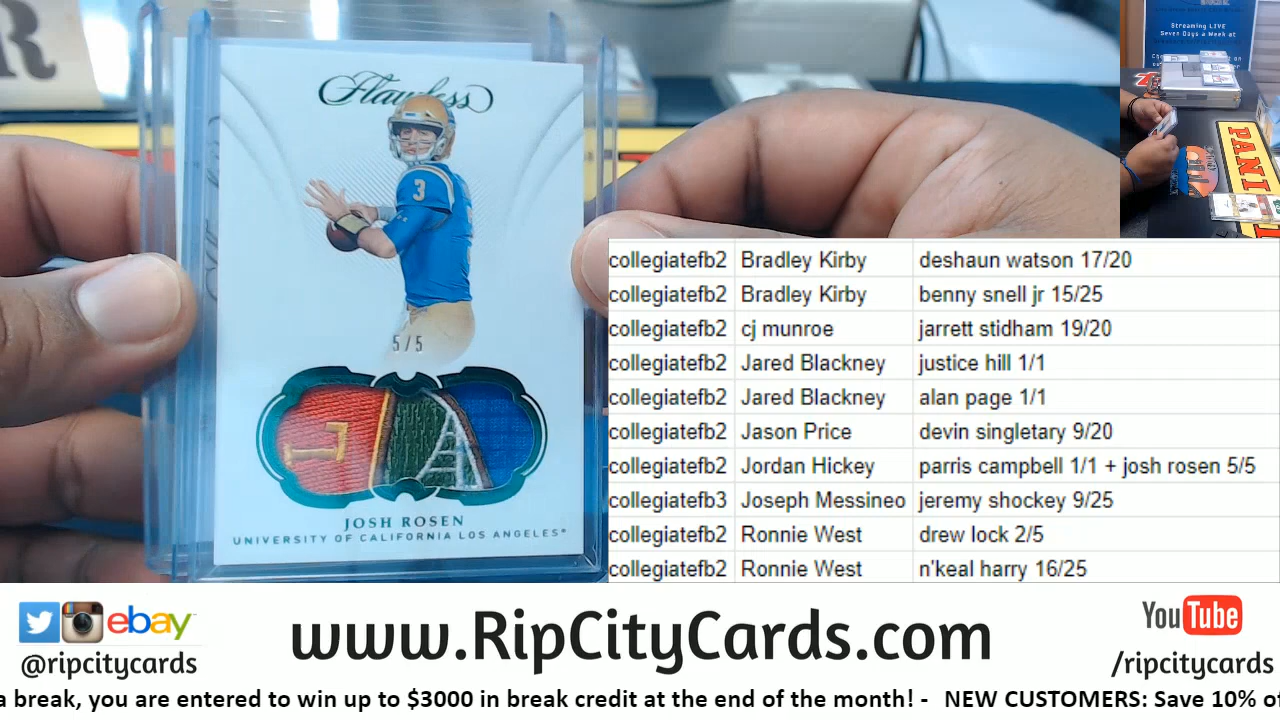 Flawless
3
5/5
JOSH ROSEN
UNIVERSITY OF CALIFORNIA LOS ANGELES®
Streaming LIVE
Seven Days a Week at
PANI
collegiatefb2 Bradley Kirby deshaun watson 17/20
collegiatefb2 Bradley Kirby benny snell jr 15/25
collegiatefb2 cj munroe jarrett stidham 19/20
collegiatefb2 Jared Blackney justice hill 1/1
collegiatefb2 Jared Blackney alan page 1/1
collegiatefb2 Jason Price devin singletary 9/20
collegiatefb2 Jordan Hickey parris campbell 1/1 + josh rosen 5/5
collegiatefb3 Joseph Messineo jeremy shockey 9/25
collegiatefb2 Ronnie West drew lock 2/5
collegiatefb2 Ronnie West n'keal harry 16/25
ebay
@ripcitycards
www.RipCityCards.com
YouTube
/ripcitycards
a break, you are entered to win up to $3000 in break credit at the end of the month! - NEW CUSTOMERS: Save 10% of